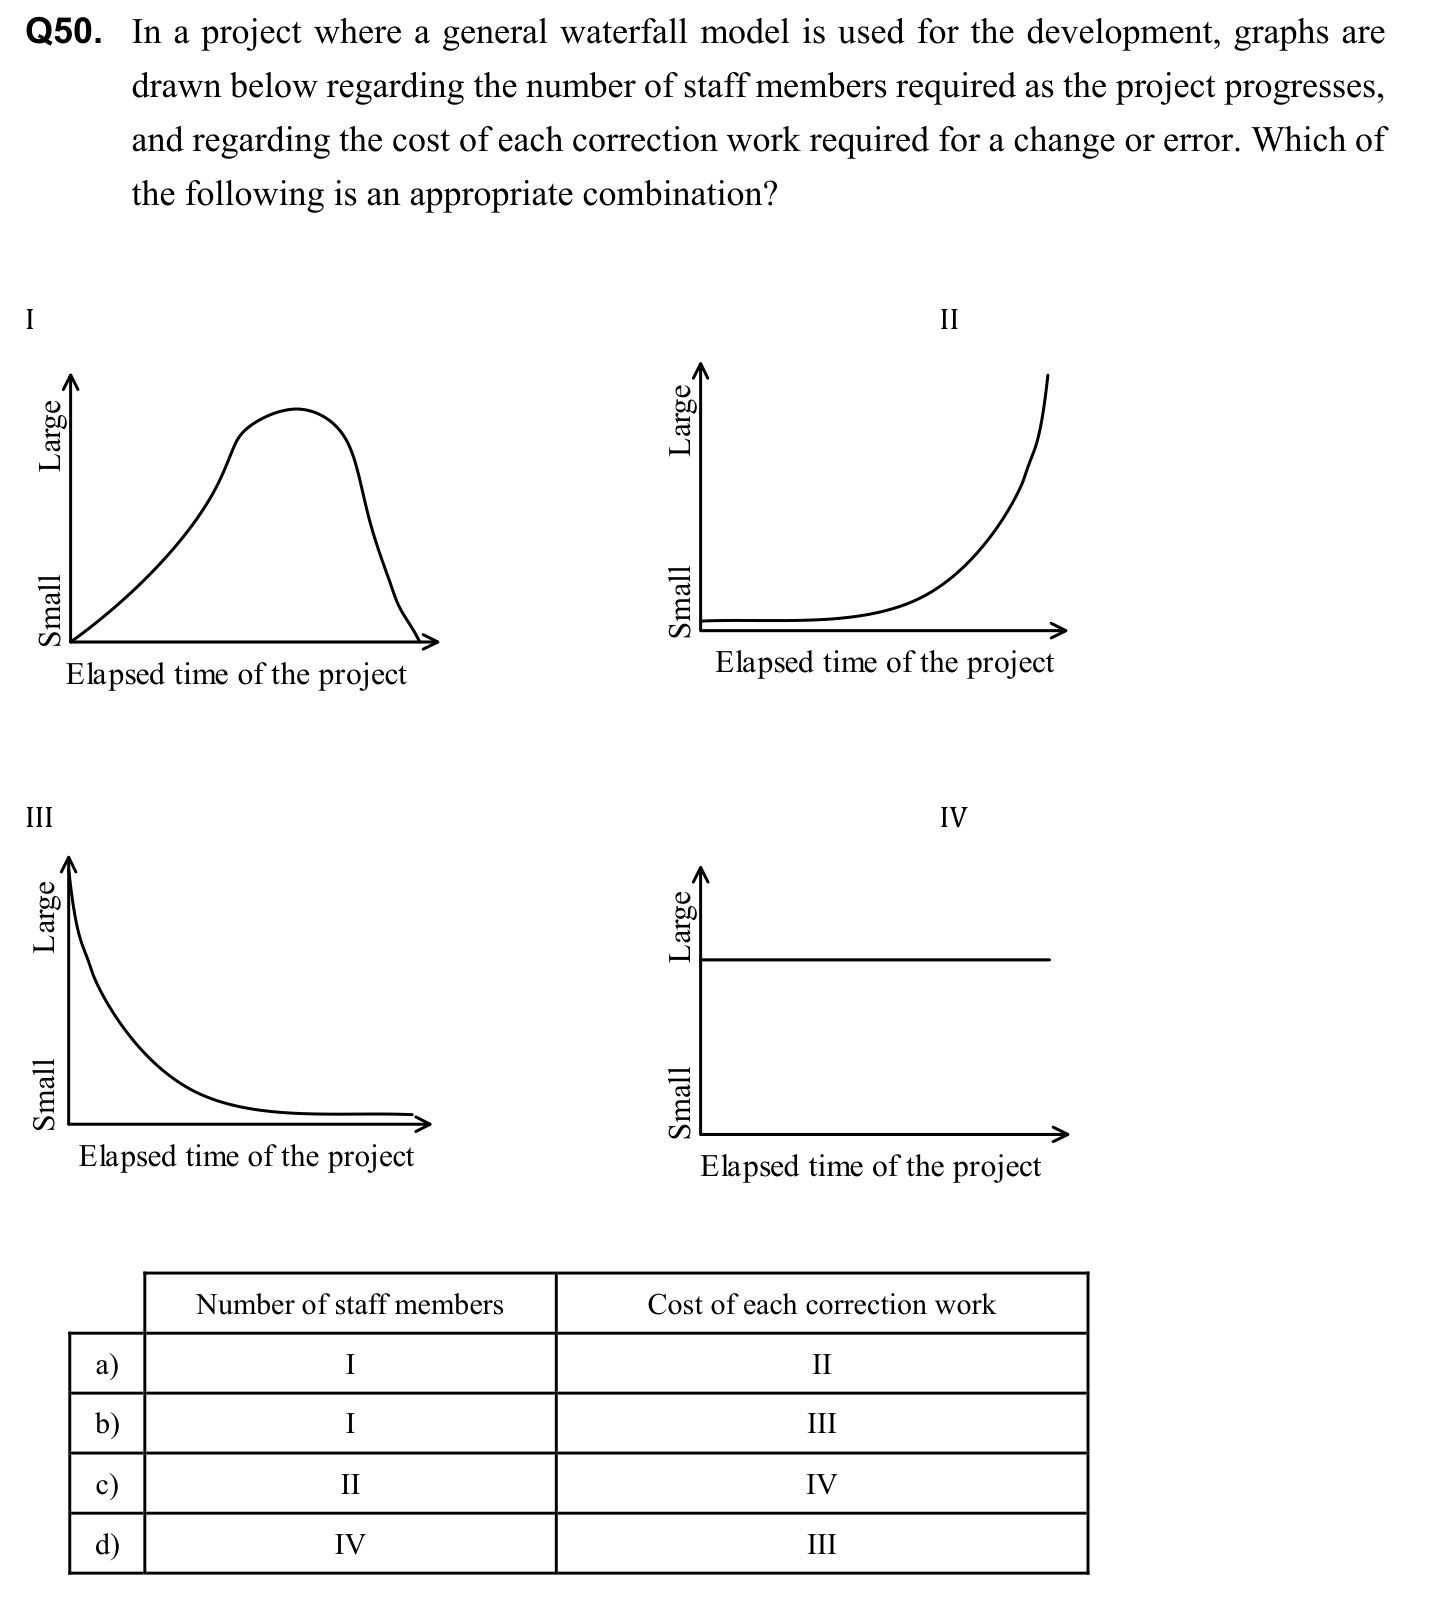 Q50. In a project where a general waterfall model is used for the development, graphs are
drawn below regarding the number of staff members required as the project progresses,
and regarding the cost of each correction work required for a change or error. Which of
the following is an appropriate combination?
I
II
Large
Small
Elapsed time of the project
Large
Small
Elapsed time of the project
III
IV
Large
Small
Elapsed time of the project
Large
Small
Elapsed time of the project
Number of staff members Cost of each correction work
a) I II
b) I III
c) II IV
d) IV III